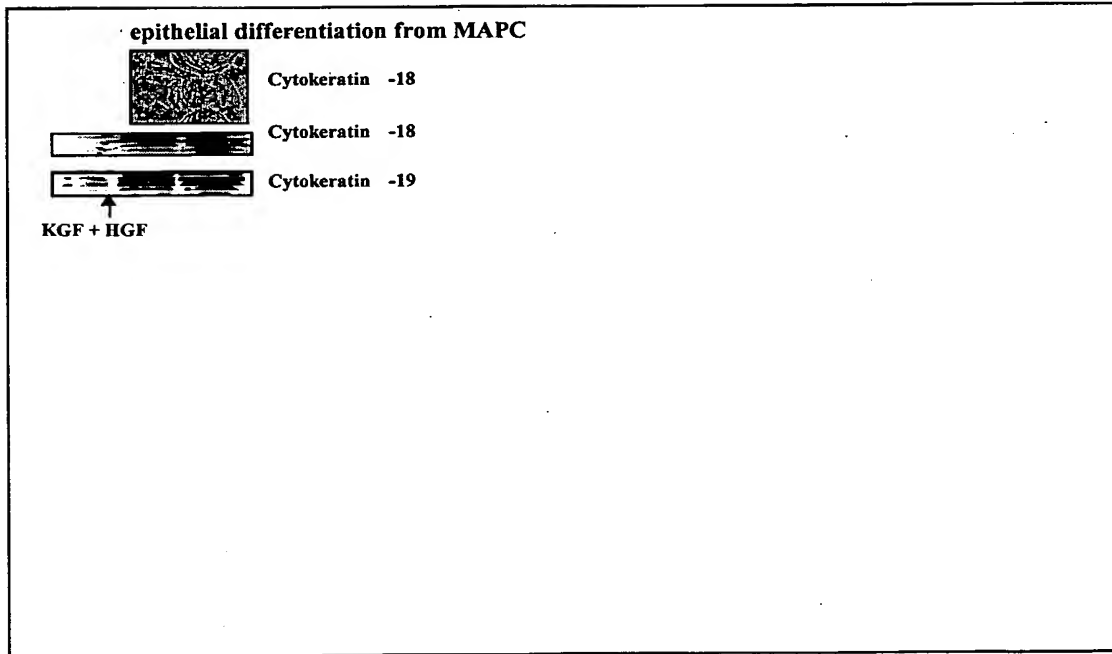 epithelial differentiation from MAPC
Cytokeratin -18
Cytokeratin -18
Cytokeratin -19
KGF + HGF